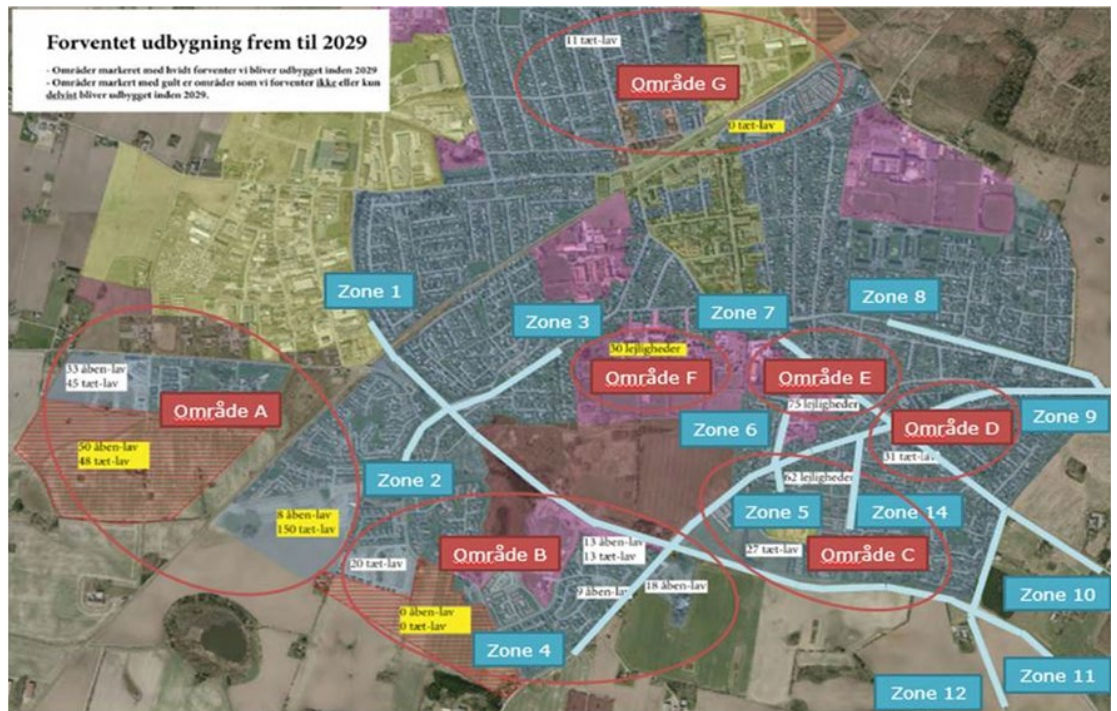 Forventet udbygning frem til 2029
- Områder markeret med hvidt forventer vi bliver udbygget inden 2029
- Områder markert med gult er områder som vi forventer ikke eller kun
delvist bliver udbygget inden 2029.
11 tæt-lav
Område G
0 tæt-lav
Zone 1
Zone 3
Zone 7
Zone 8
30 lejligheder
Område F
Område E
75 lejligheder
33 åben-lav
45 tæt-lav
Område A
50 åben-lav
48 tæt-lav
Zone 6
Område D
Zone 9
31 tæt-lav
Zone 2
62 lejligheder
8 åben-lav
150 tæt-lav
Zone 5
Zone 14
Område B
13 åben-lav
13 tæt-lav
27 tæt-lav
Område C
20 tæt-lav
9 åben-lav
18 åben-lav
0 åben-lav
0 tæt-lav
Zone 10
Zone 4
Zone 11
Zone 12